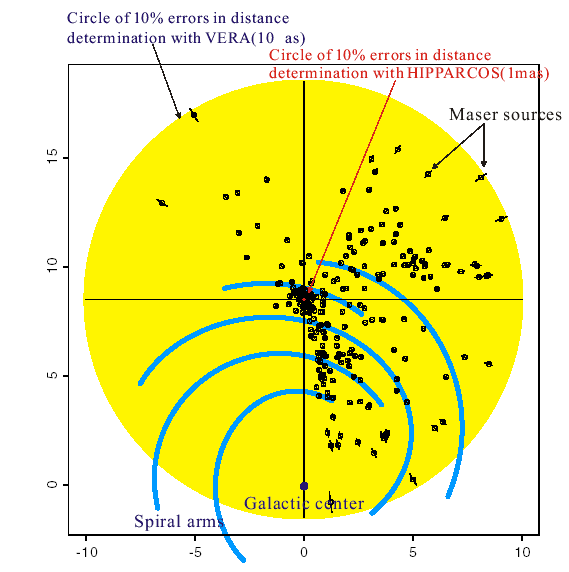 Circle of 10% errors in distance
determination with VERA(10 as)
Circle of 10% errors in distance
determination with HIPPARCOS(1mas)
Maser sources
15
10
5
0
Galactic center
Spiral arms
-10 -5 0 5 10